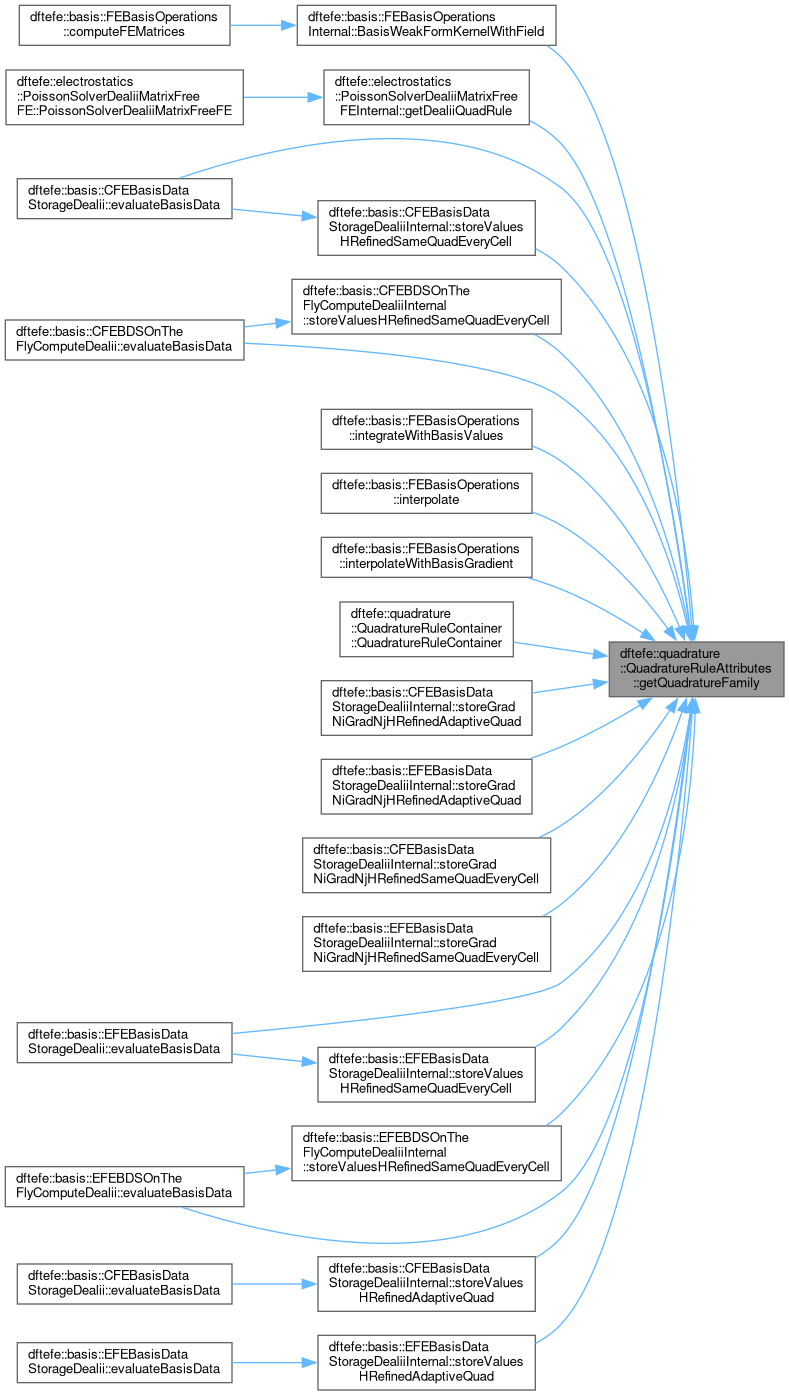 dftefe::basis::FEBasisOperations
::computeFEMatrices
dftefe::basis::FEBasisOperations
Internal::BasisWeakFormKernelWithField
dftefe::electrostatics
::PoissonSolverDealiiMatrixFree
FE::PoissonSolverDealiiMatrixFreeFE
dftefe::electrostatics
::PoissonSolverDealiiMatrixFree
FEInternal::getDealiiQuadRule
dftefe::basis::CFEBasisData
StorageDealii::evaluateBasisData
dftefe::basis::CFEBasisData
StorageDealiiInternal::storeValues
HRefinedSameQuadEveryCell
dftefe::basis::CFEBDSOnThe
FlyComputeDealiiInternal
::storeValuesHRefinedSameQuadEveryCell
dftefe::basis::CFEBDSOnThe
FlyComputeDealii::evaluateBasisData
dftefe::basis::FEBasisOperations
::integrateWithBasisValues
dftefe::basis::FEBasisOperations
::interpolate
dftefe::basis::FEBasisOperations
::interpolateWithBasisGradient
dftefe::quadrature
::QuadratureRuleContainer
::QuadratureRuleContainer
dftefe::quadrature
::QuadratureRuleAttributes
::getQuadratureFamily
dftefe::basis::CFEBasisData
StorageDealiiInternal::storeGrad
NiGradNjHRefinedAdaptiveQuad
dftefe::basis::EFEBasisData
StorageDealiiInternal::storeGrad
NiGradNjHRefinedAdaptiveQuad
dftefe::basis::CFEBasisData
StorageDealiiInternal::storeGrad
NiGradNjHRefinedSameQuadEveryCell
dftefe::basis::EFEBasisData
StorageDealiiInternal::storeGrad
NiGradNjHRefinedSameQuadEveryCell
dftefe::basis::EFEBasisData
StorageDealii::evaluateBasisData
dftefe::basis::EFEBasisData
StorageDealiiInternal::storeValues
HRefinedSameQuadEveryCell
dftefe::basis::EFEBDSOnThe
FlyComputeDealiiInternal
::storeValuesHRefinedSameQuadEveryCell
dftefe::basis::EFEBDSOnThe
FlyComputeDealii::evaluateBasisData
dftefe::basis::CFEBasisData
StorageDealii::evaluateBasisData
dftefe::basis::CFEBasisData
StorageDealiiInternal::storeValues
HRefinedAdaptiveQuad
dftefe::basis::EFEBasisData
StorageDealii::evaluateBasisData
dftefe::basis::EFEBasisData
StorageDealiiInternal::storeValues
HRefinedAdaptiveQuad